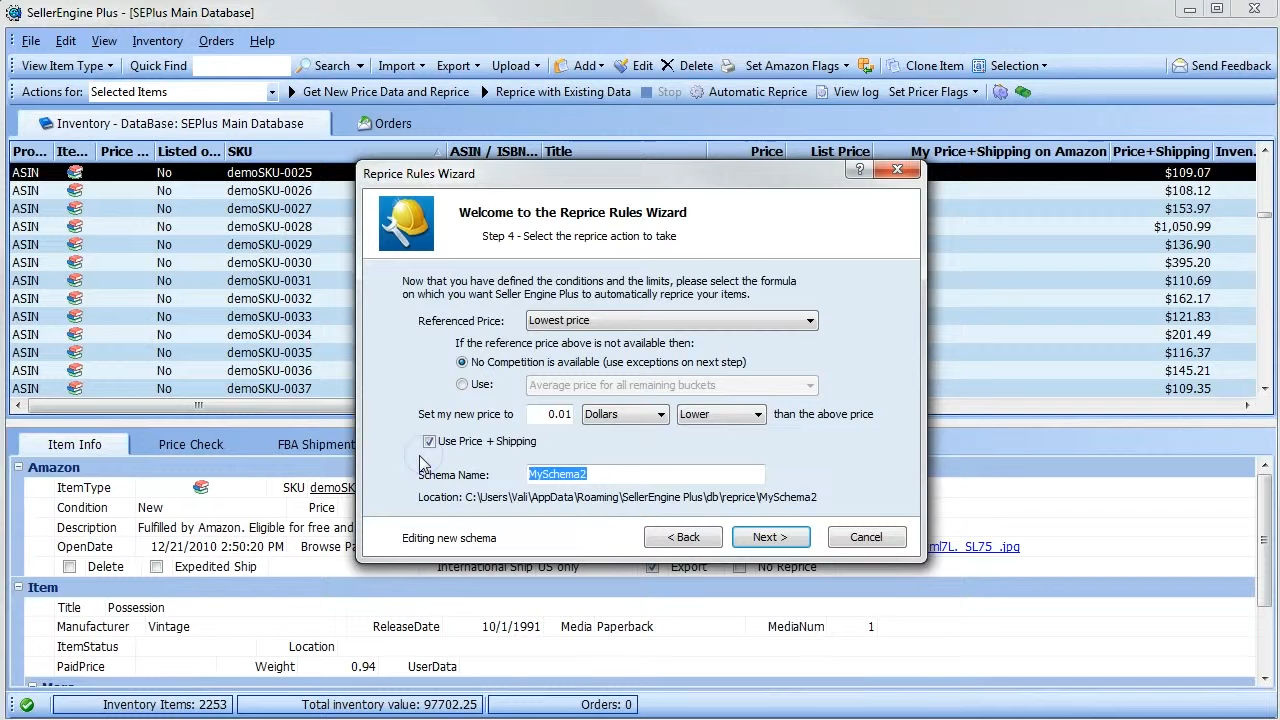 SellerEngine Plus - [SEPlus Main Database]
File Edit View Inventory Orders Help
View Item Type Quick Find Search Import Export Upload Add Edit Delete Set Amazon Flags Clone Item Selection Send Feedback
Actions for: Selected Items Get New Price Data and Reprice Reprice with Existing Data Stop Automatic Reprice View log Set Pricer Flags
Inventory - DataBase: SEPlus Main Database Orders
Pro... Ite... Price ... Listed o... SKU ASIN / ISBN... Title Price List Price My Price+Shipping on Amazon Price+Shipping Inven.
ASIN No demoSKU-0025 $109.07
ASIN No demoSKU-0026 $108.12
ASIN No demoSKU-0027 $153.97
ASIN No demoSKU-0028 $1,050.99
ASIN No demoSKU-0029 $136.90
ASIN No demoSKU-0030 $395.20
ASIN No demoSKU-0031 $110.69
ASIN No demoSKU-0032 $162.17
ASIN No demoSKU-0033 $121.83
ASIN No demoSKU-0034 $201.49
ASIN No demoSKU-0035 $116.37
ASIN No demoSKU-0036 $145.21
ASIN No demoSKU-0037 $109.35
Reprice Rules Wizard
Welcome to the Reprice Rules Wizard
Step 4 - Select the reprice action to take
Now that you have defined the conditions and the limits, please select the formula
on which you want Seller Engine Plus to automatically reprice your items.
Referenced Price: Lowest price
If the reference price above is not available then:
No Competition is available (use exceptions on next step)
Use: Average price for all remaining buckets
Set my new price to 0.01 Dollars Lower than the above price
Use Price + Shipping
Schema Name: MySchema2
Location: C:\Users\Vali\AppData\Roaming\SellerEngine Plus\db\reprice\MySchema2
Editing new schema < Back Next > Cancel
Item Info Price Check FBA Shipment
Amazon
ItemType SKU demoSK
Condition New Price
Description Fulfilled by Amazon. Eligible for free and
OpenDate 12/21/2010 2:50:20 PM Browse Pa ml7L._SL75_.jpg
Delete Expedited Ship International Ship US only Export No Reprice
Item
Title Possession
Manufacturer Vintage ReleaseDate 10/1/1991 Media Paperback MediaNum 1
ItemStatus Location
PaidPrice Weight 0.94 UserData
Inventory Items: 2253 Total inventory value: 97702.25 Orders: 0